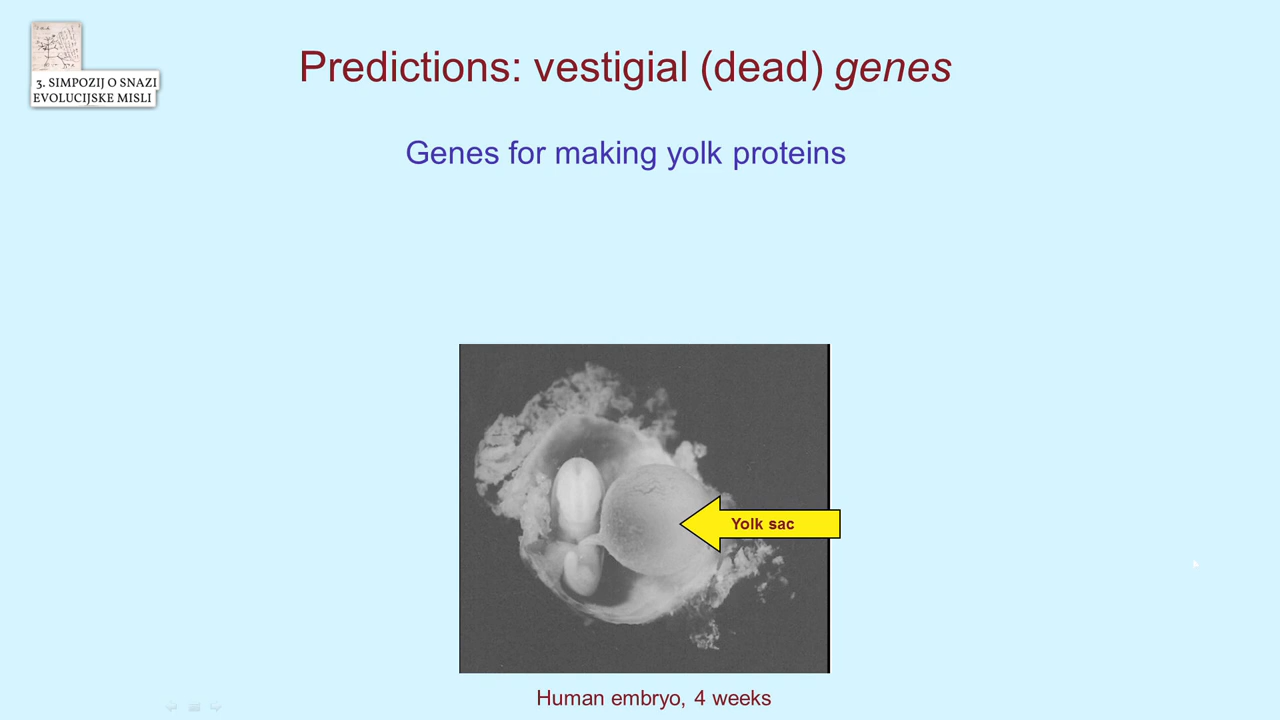 3. SIMPOZIJ O SNAZI
EVOLUCIJSKE MISLI
Predictions: vestigial (dead) genes
Genes for making yolk proteins
Yolk sac
Human embryo, 4 weeks